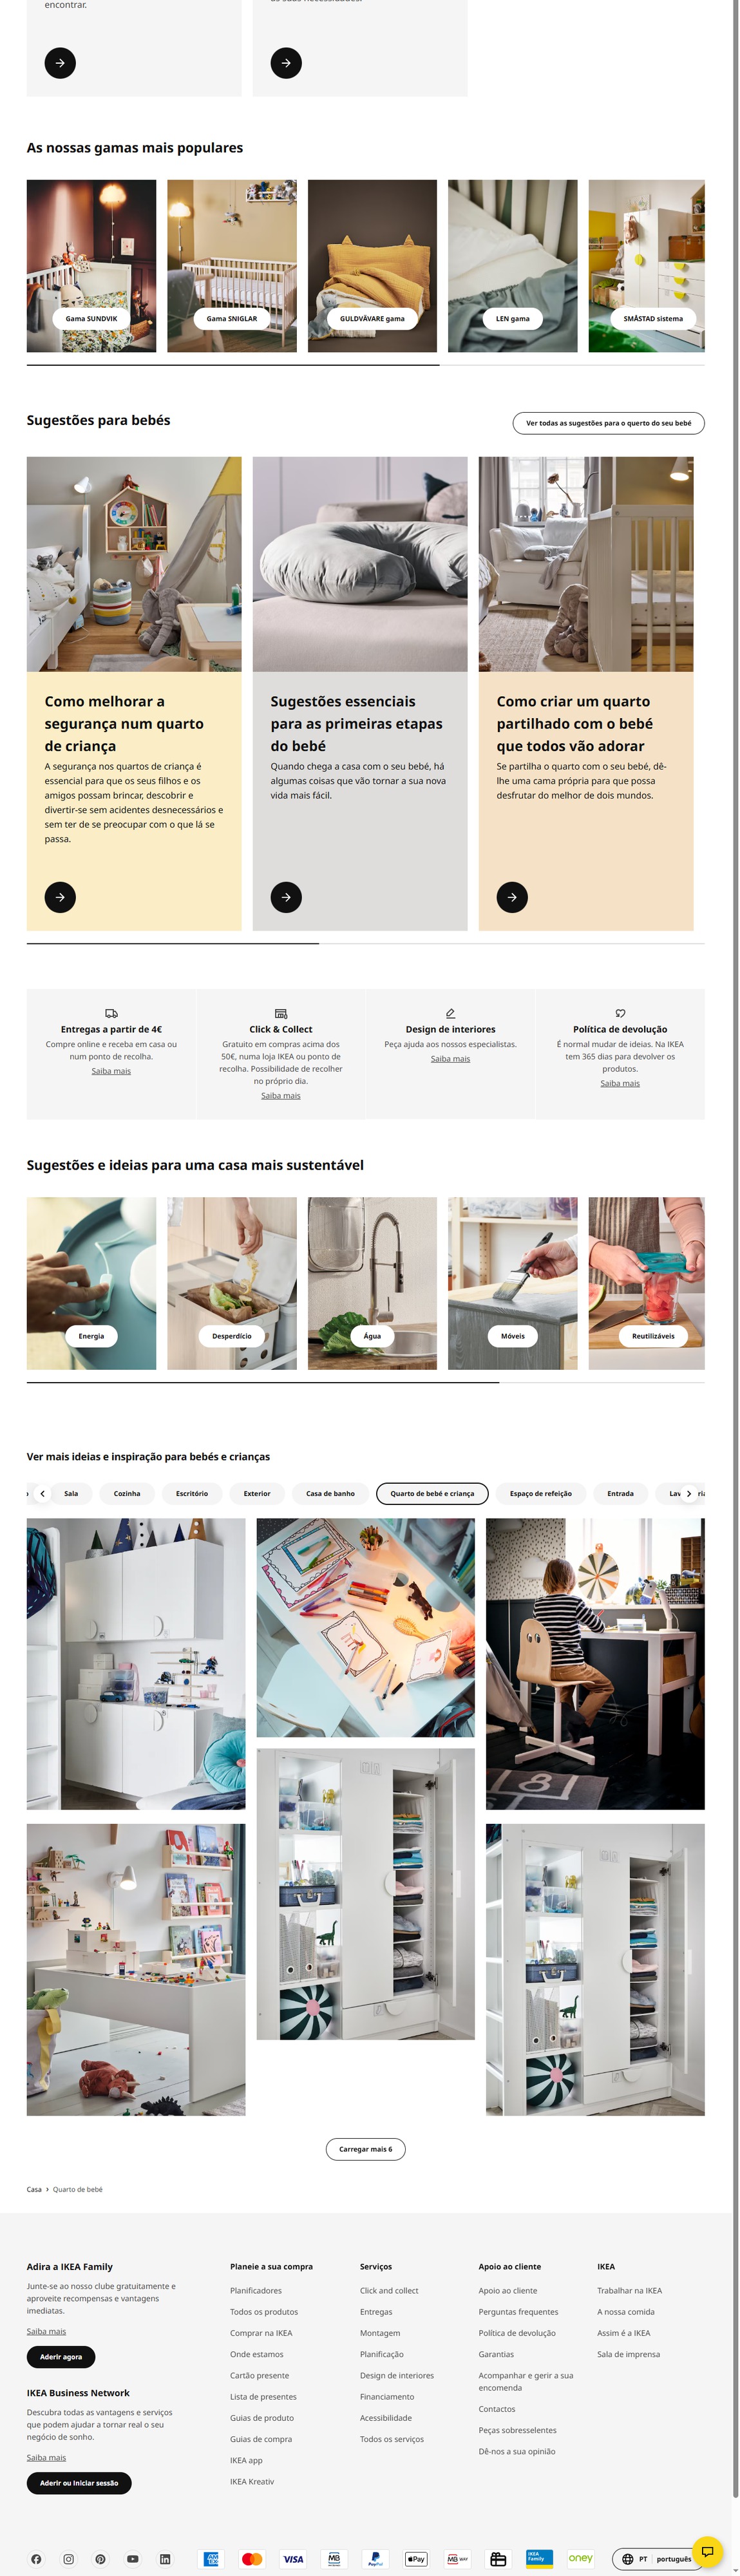 encontrar.
As nossas gamas mais populares
Gama SUNDVIK
Gama SNIGLAR
GULDVÄVARE gama
LEN gama
SMÅSTAD sistema
Sugestões para bebés
Ver todas as sugestões para o querto do seu bebé
Como melhorar a
segurança num quarto
de criança
A segurança nos quartos de criança é
essencial para que os seus filhos e os
amigos possam brincar, descobrir e
divertir-se sem acidentes desnecessários e
sem ter de se preocupar com o que lá se
passa.
Sugestões essenciais
para as primeiras etapas
do bebé
Quando chega a casa com o seu bebé, há
algumas coisas que vão tornar a sua nova
vida mais fácil.
Como criar um quarto
partilhado com o bebé
que todos vão adorar
Se partilha o quarto com o seu bebé, dê-
lhe uma cama própria para que possa
desfrutar do melhor de dois mundos.
Entregas a partir de 4€
Compre online e receba em casa ou
num ponto de recolha.
Saiba mais
Click & Collect
Gratuito em compras acima dos
50€, numa loja IKEA ou ponto de
recolha. Possibilidade de recolher
no próprio dia.
Saiba mais
Design de interiores
Peça ajuda aos nossos especialistas.
Saiba mais
Política de devolução
É normal mudar de ideias. Na IKEA
tem 365 dias para devolver os
produtos.
Saiba mais
Sugestões e ideias para uma casa mais sustentável
Energia
Desperdício
Água
Móveis
Reutilizáveis
Ver mais ideias e inspiração para bebés e crianças
Sala
Cozinha
Escritório
Exterior
Casa de banho
Quarto de bebé e criança
Espaço de refeição
Entrada
Carregar mais 6
Casa › Quarto de bebé
Adira a IKEA Family
Junte-se ao nosso clube gratuitamente e
aproveite recompensas e vantagens
imediatas.
Saiba mais
Aderir agora
IKEA Business Network
Descubra todas as vantagens e serviços
que podem ajudar a tornar real o seu
negócio de sonho.
Saiba mais
Aderir ou Iniciar sessão
Planeie a sua compra
Planificadores
Todos os produtos
Comprar na IKEA
Onde estamos
Cartão presente
Lista de presentes
Guias de produto
Guias de compra
IKEA app
IKEA Kreativ
Serviços
Click and collect
Entregas
Montagem
Planificação
Design de interiores
Financiamento
Acessibilidade
Todos os serviços
Apoio ao cliente
Apoio ao cliente
Perguntas frequentes
Política de devolução
Garantias
Acompanhar e gerir a sua
encomenda
Contactos
Peças sobresselentes
Dê-nos a sua opinião
IKEA
Trabalhar na IKEA
A nossa comida
Assim é a IKEA
Sala de imprensa
VISA
PayPal
Pay
MB WAY
IKEA
Family
oney
PT
português